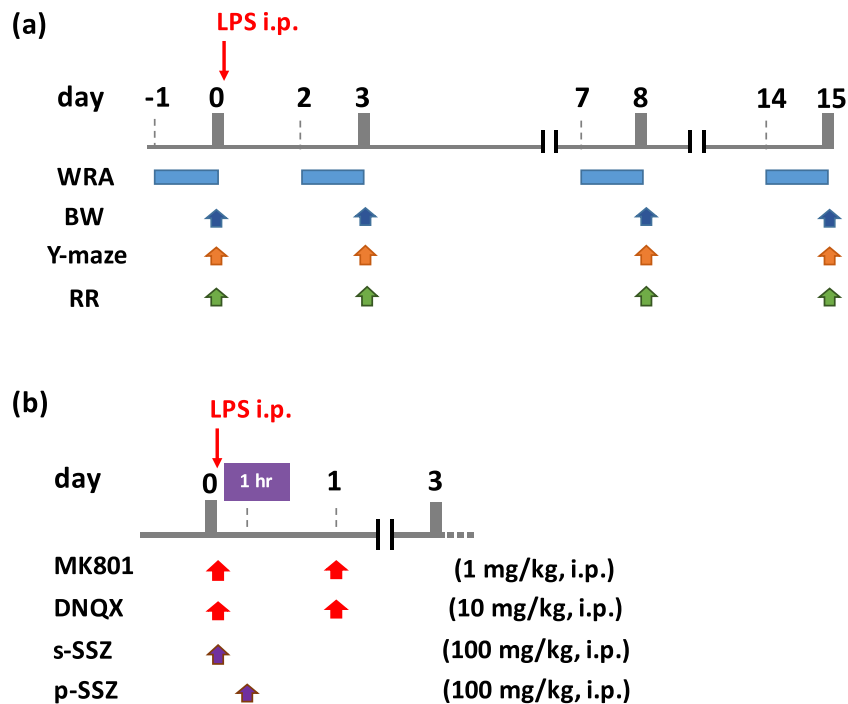 (a)
LPS i.p.
day -1 0 2 3 7 8 14 15
WRA
BW
Y-maze
RR
(b)
LPS i.p.
day 0 1 hr 1 3
MK801 (1 mg/kg, i.p.)
DNQX (10 mg/kg, i.p.)
s-SSZ (100 mg/kg, i.p.)
p-SSZ (100 mg/kg, i.p.)